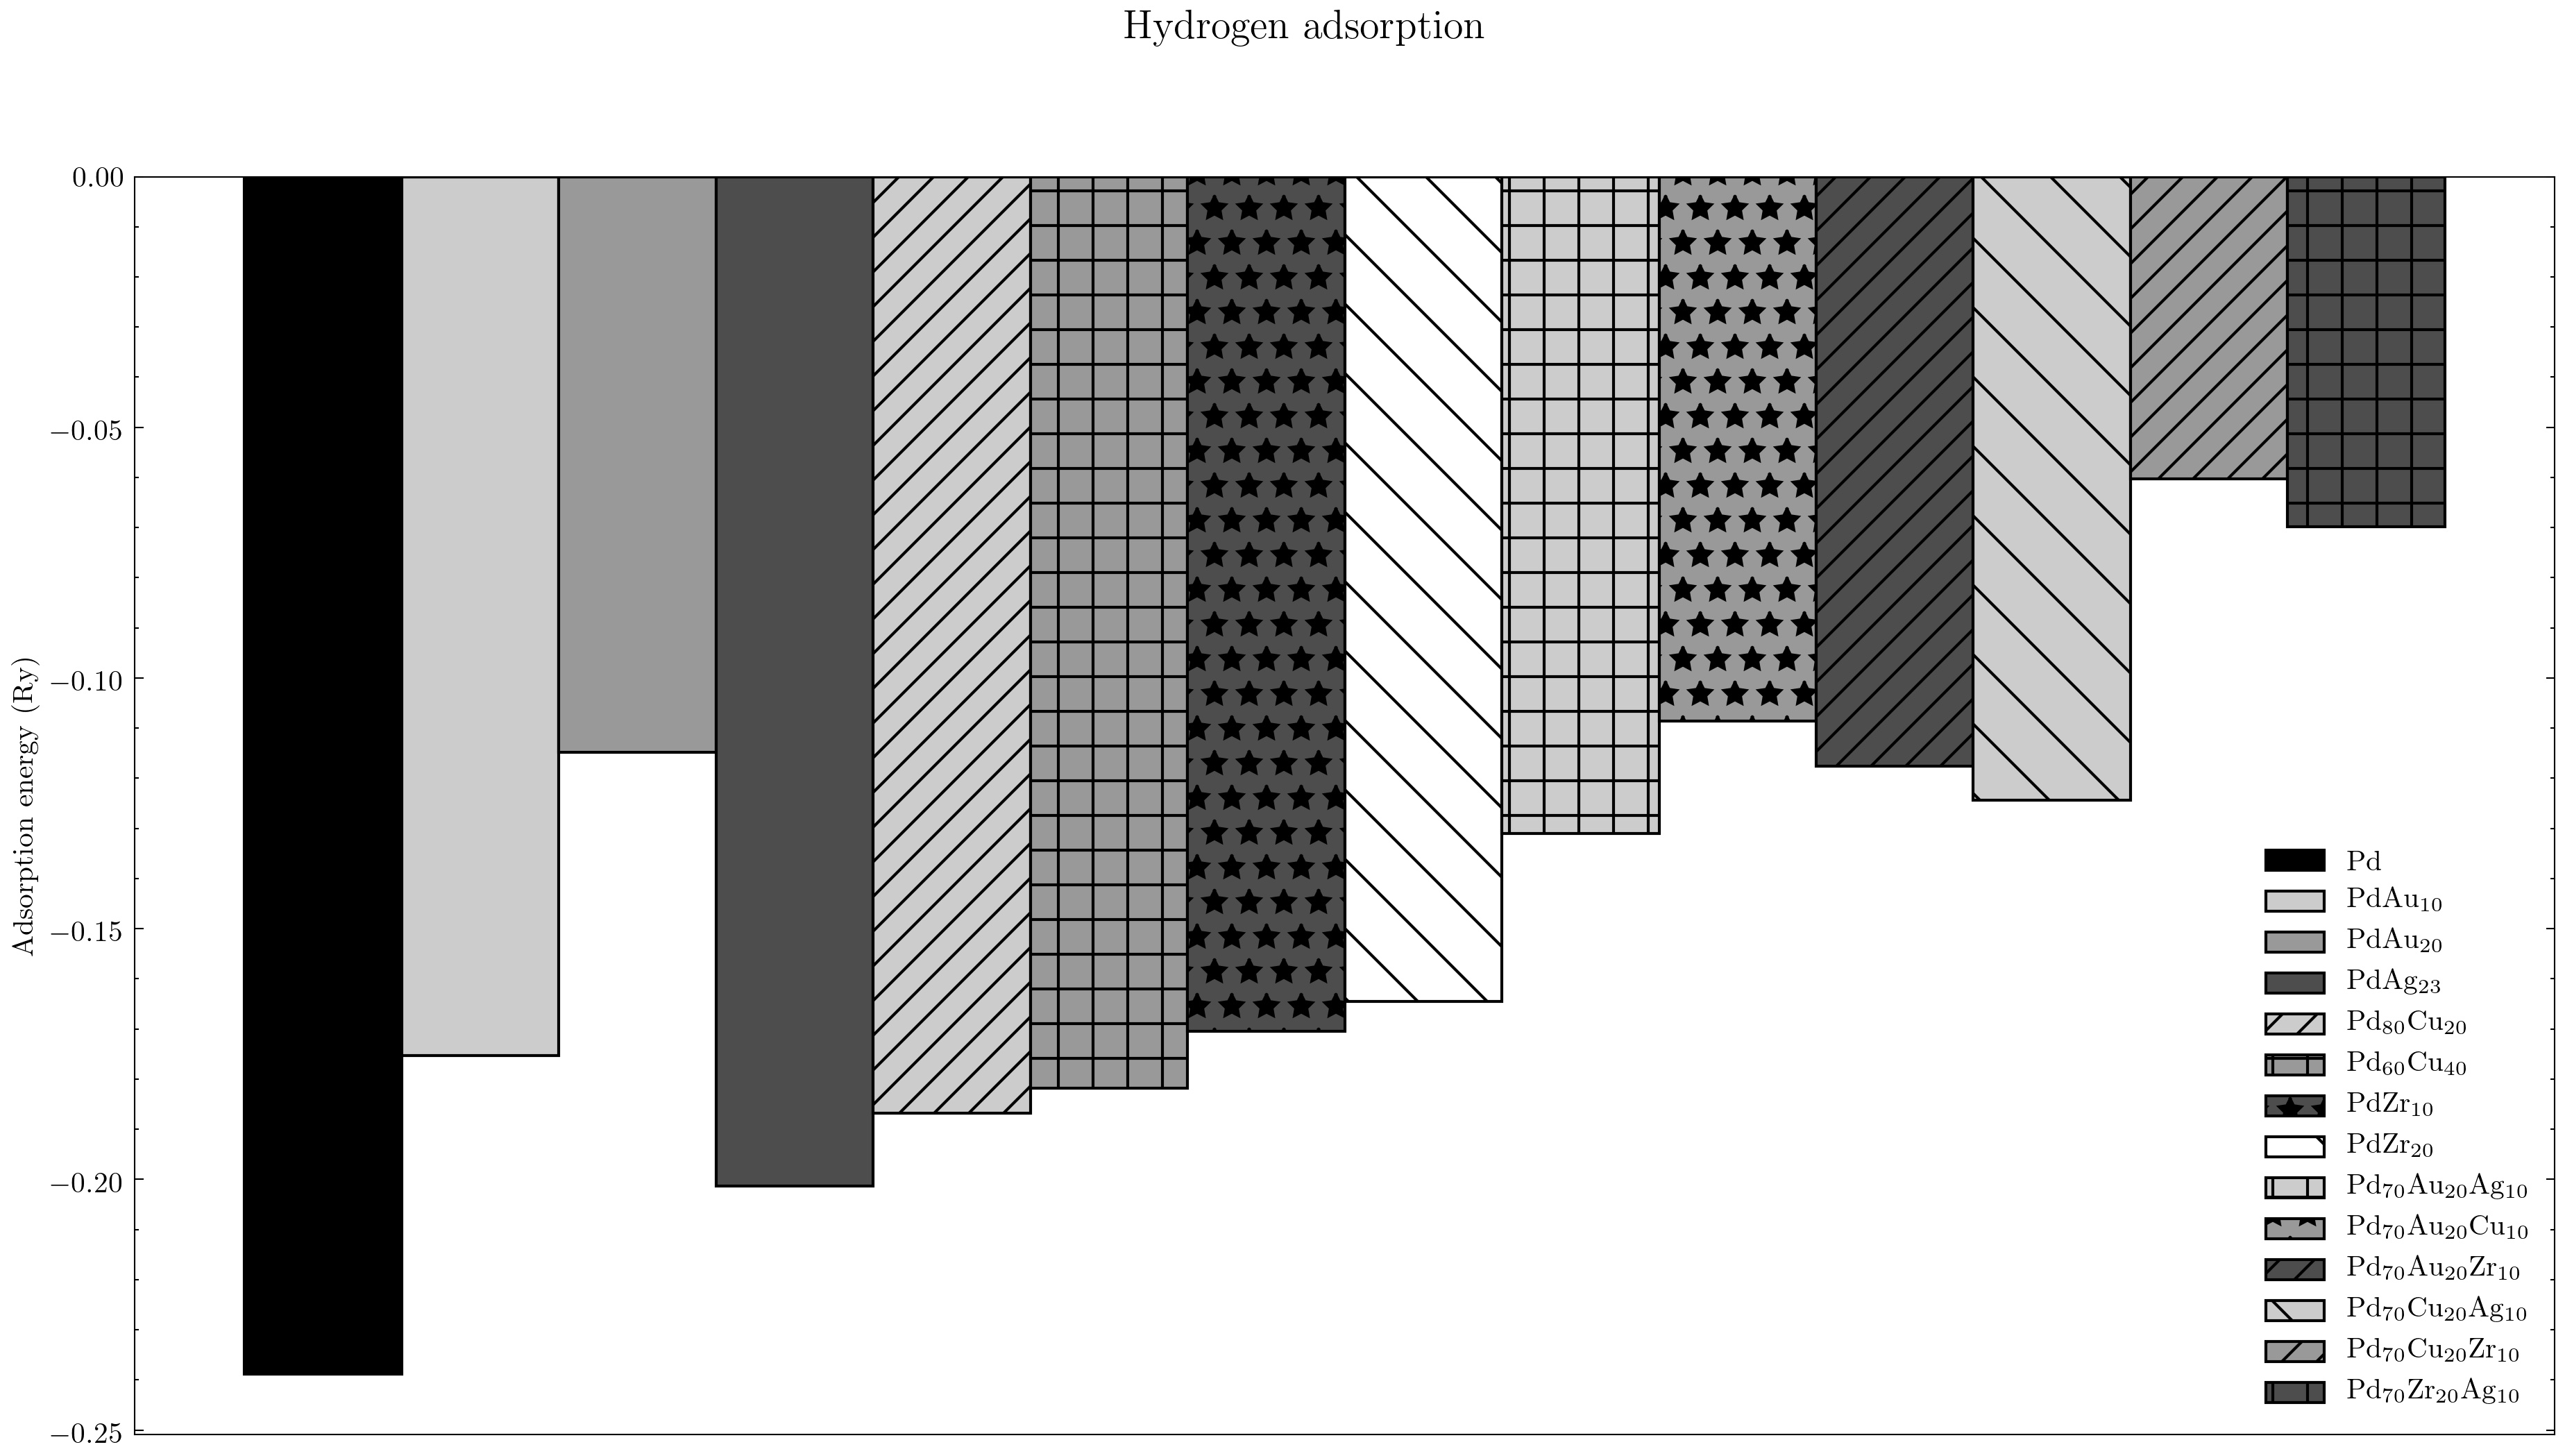 Hydrogen adsorption
0.00
−0.05
−0.10
−0.15
−0.20
−0.25
Adsorption energy (Ry)
Pd
PdAu₁₀
PdAu₂₀
PdAg₂₃
Pd₈₀Cu₂₀
Pd₆₀Cu₄₀
PdZr₁₀
PdZr₂₀
Pd₇₀Au₂₀Ag₁₀
Pd₇₀Au₂₀Cu₁₀
Pd₇₀Au₂₀Zr₁₀
Pd₇₀Cu₂₀Ag₁₀
Pd₇₀Cu₂₀Zr₁₀
Pd₇₀Zr₂₀Ag₁₀